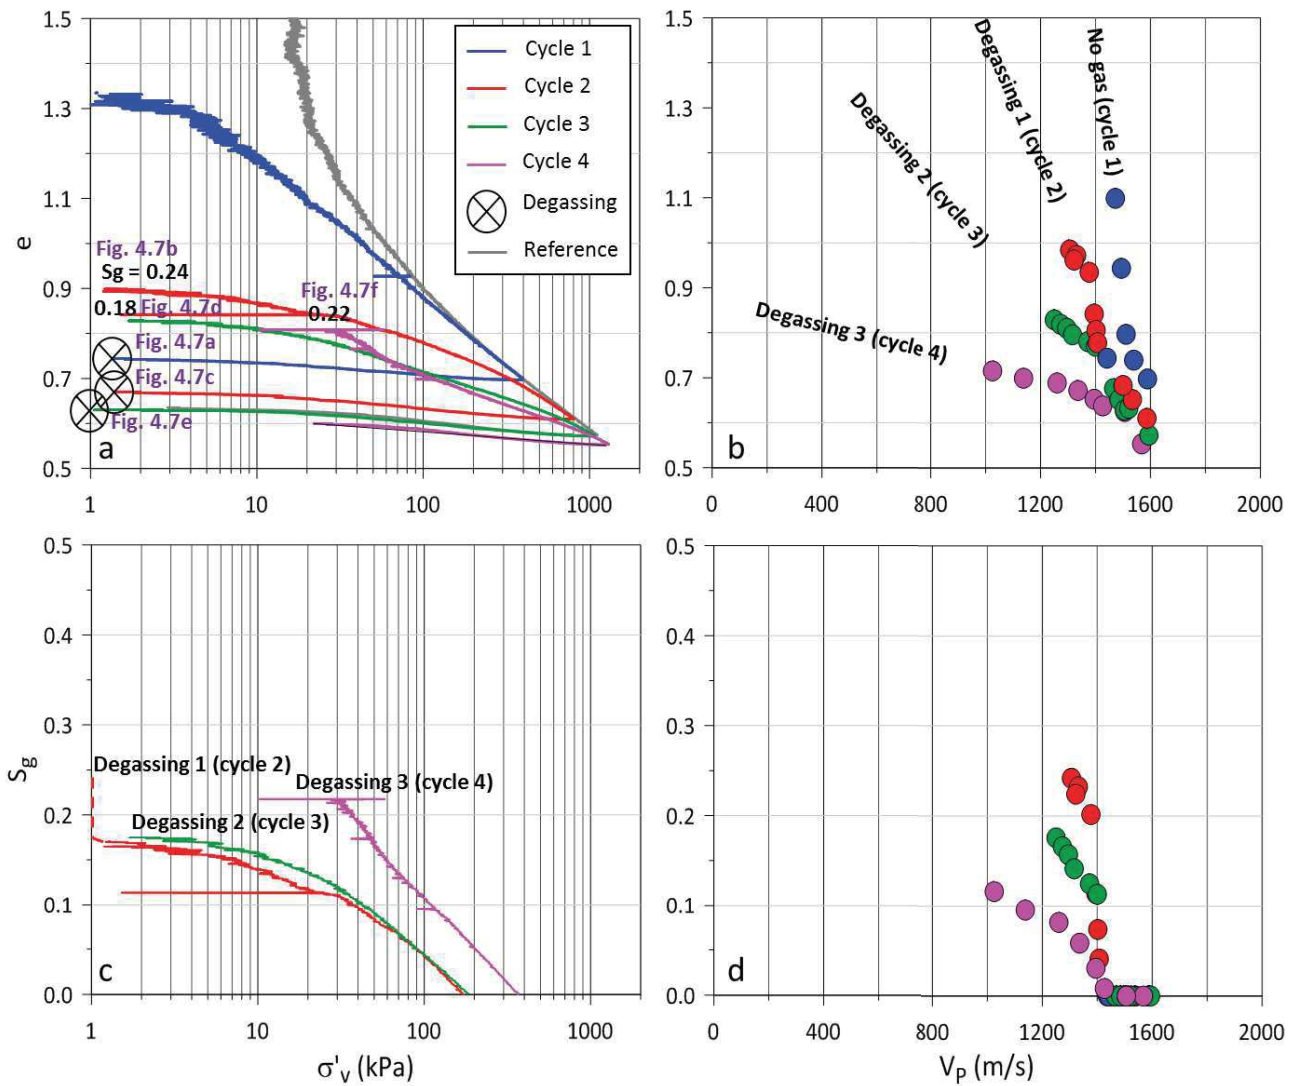 1.5
1.3
1.1
0.9
0.7
0.5
e
Cycle 1
Cycle 2
Cycle 3
Cycle 4
Degassing
Reference
Fig. 4.7b
Sg = 0.24
0.18 Fig. 4.7d
Fig. 4.7f
0.22
Fig. 4.7a
Fig. 4.7c
Fig. 4.7e
a
1 10 100 1000
1.5
1.3
1.1
0.9
0.7
0.5
No gas (cycle 1)
Degassing 1 (cycle 2)
Degassing 2 (cycle 3)
Degassing 3 (cycle 4)
b
0 400 800 1200 1600 2000
0.5
0.4
0.3
0.2
0.1
0.0
Sg
Degassing 1 (cycle 2)
Degassing 3 (cycle 4)
Degassing 2 (cycle 3)
c
1 10 100 1000
σ'v (kPa)
0.5
0.4
0.3
0.2
0.1
0.0
d
0 400 800 1200 1600 2000
VP (m/s)